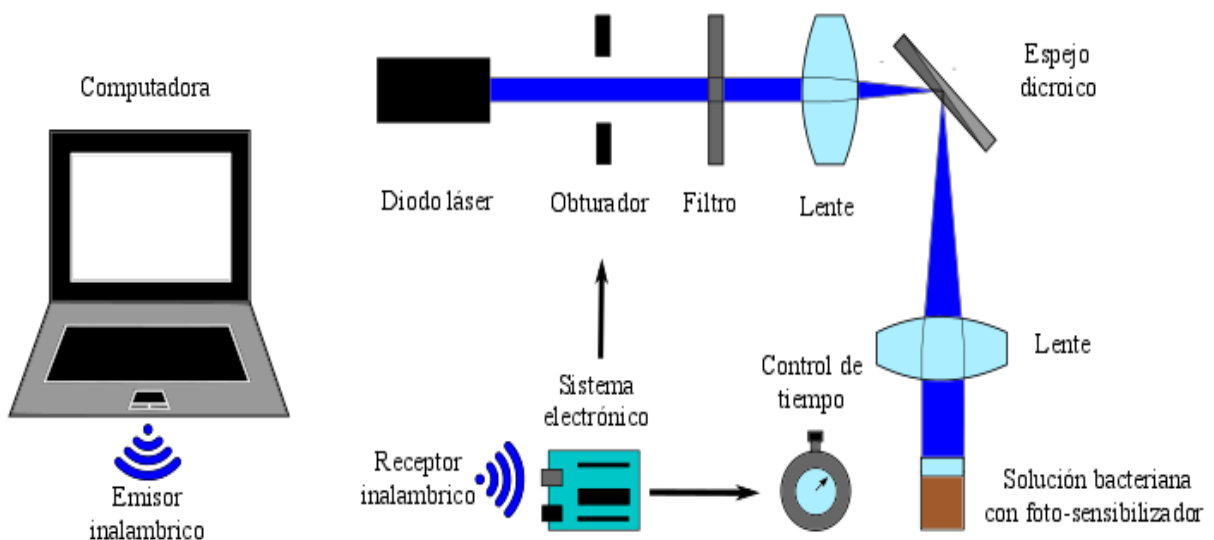 Computadora
Espejo
dicroico
Diodo láser
Obturador
Filtro
Lente
Lente
Control de
tiempo
Sistema
electrónico
Receptor
inalambrico
Emisor
inalambrico
Solución bacteriana
con foto-sensibilizador